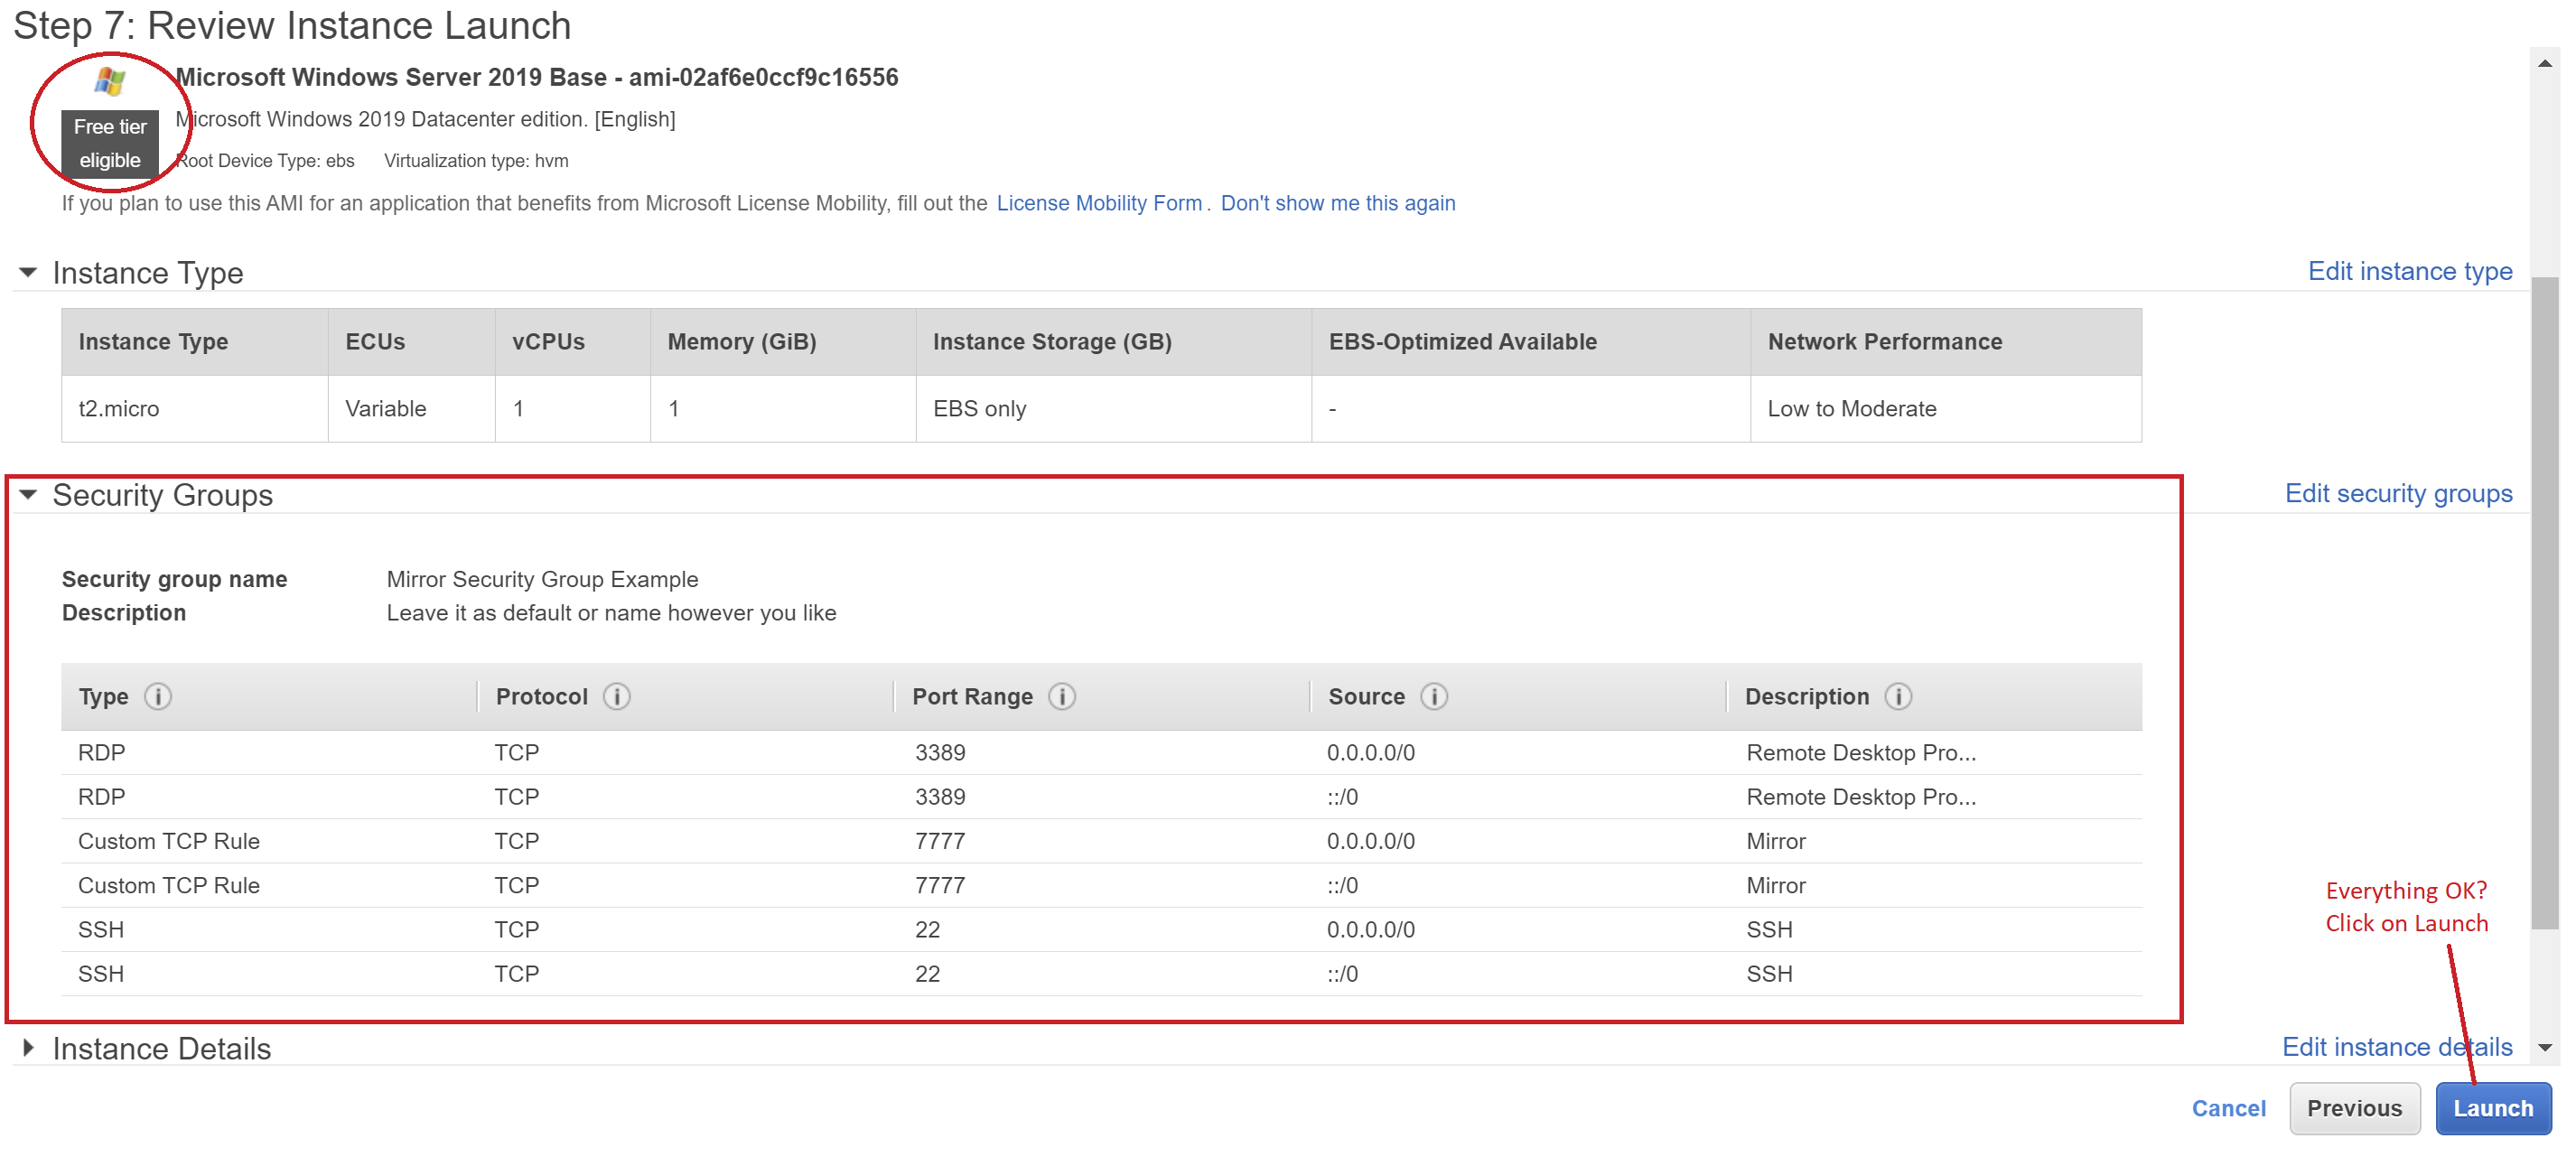 Step 7: Review Instance Launch
Microsoft Windows Server 2019 Base - ami-02af6e0ccf9c16556
Free tier
eligible
Microsoft Windows 2019 Datacenter edition. [English]
Root Device Type: ebs Virtualization type: hvm
If you plan to use this AMI for an application that benefits from Microsoft License Mobility, fill out the License Mobility Form. Don't show me this again
Instance Type Edit instance type
Instance Type ECUs vCPUs Memory (GiB) Instance Storage (GB) EBS-Optimized Available Network Performance
t2.micro Variable 1 1 EBS only - Low to Moderate
Security Groups Edit security groups
Security group name Mirror Security Group Example
Description Leave it as default or name however you like
Type Protocol Port Range Source Description
RDP TCP 3389 0.0.0.0/0 Remote Desktop Pro...
RDP TCP 3389 ::/0 Remote Desktop Pro...
Custom TCP Rule TCP 7777 0.0.0.0/0 Mirror
Custom TCP Rule TCP 7777 ::/0 Mirror
SSH TCP 22 0.0.0.0/0 SSH
SSH TCP 22 ::/0 SSH
Everything OK?
Click on Launch
Instance Details Edit instance details
Cancel Previous Launch